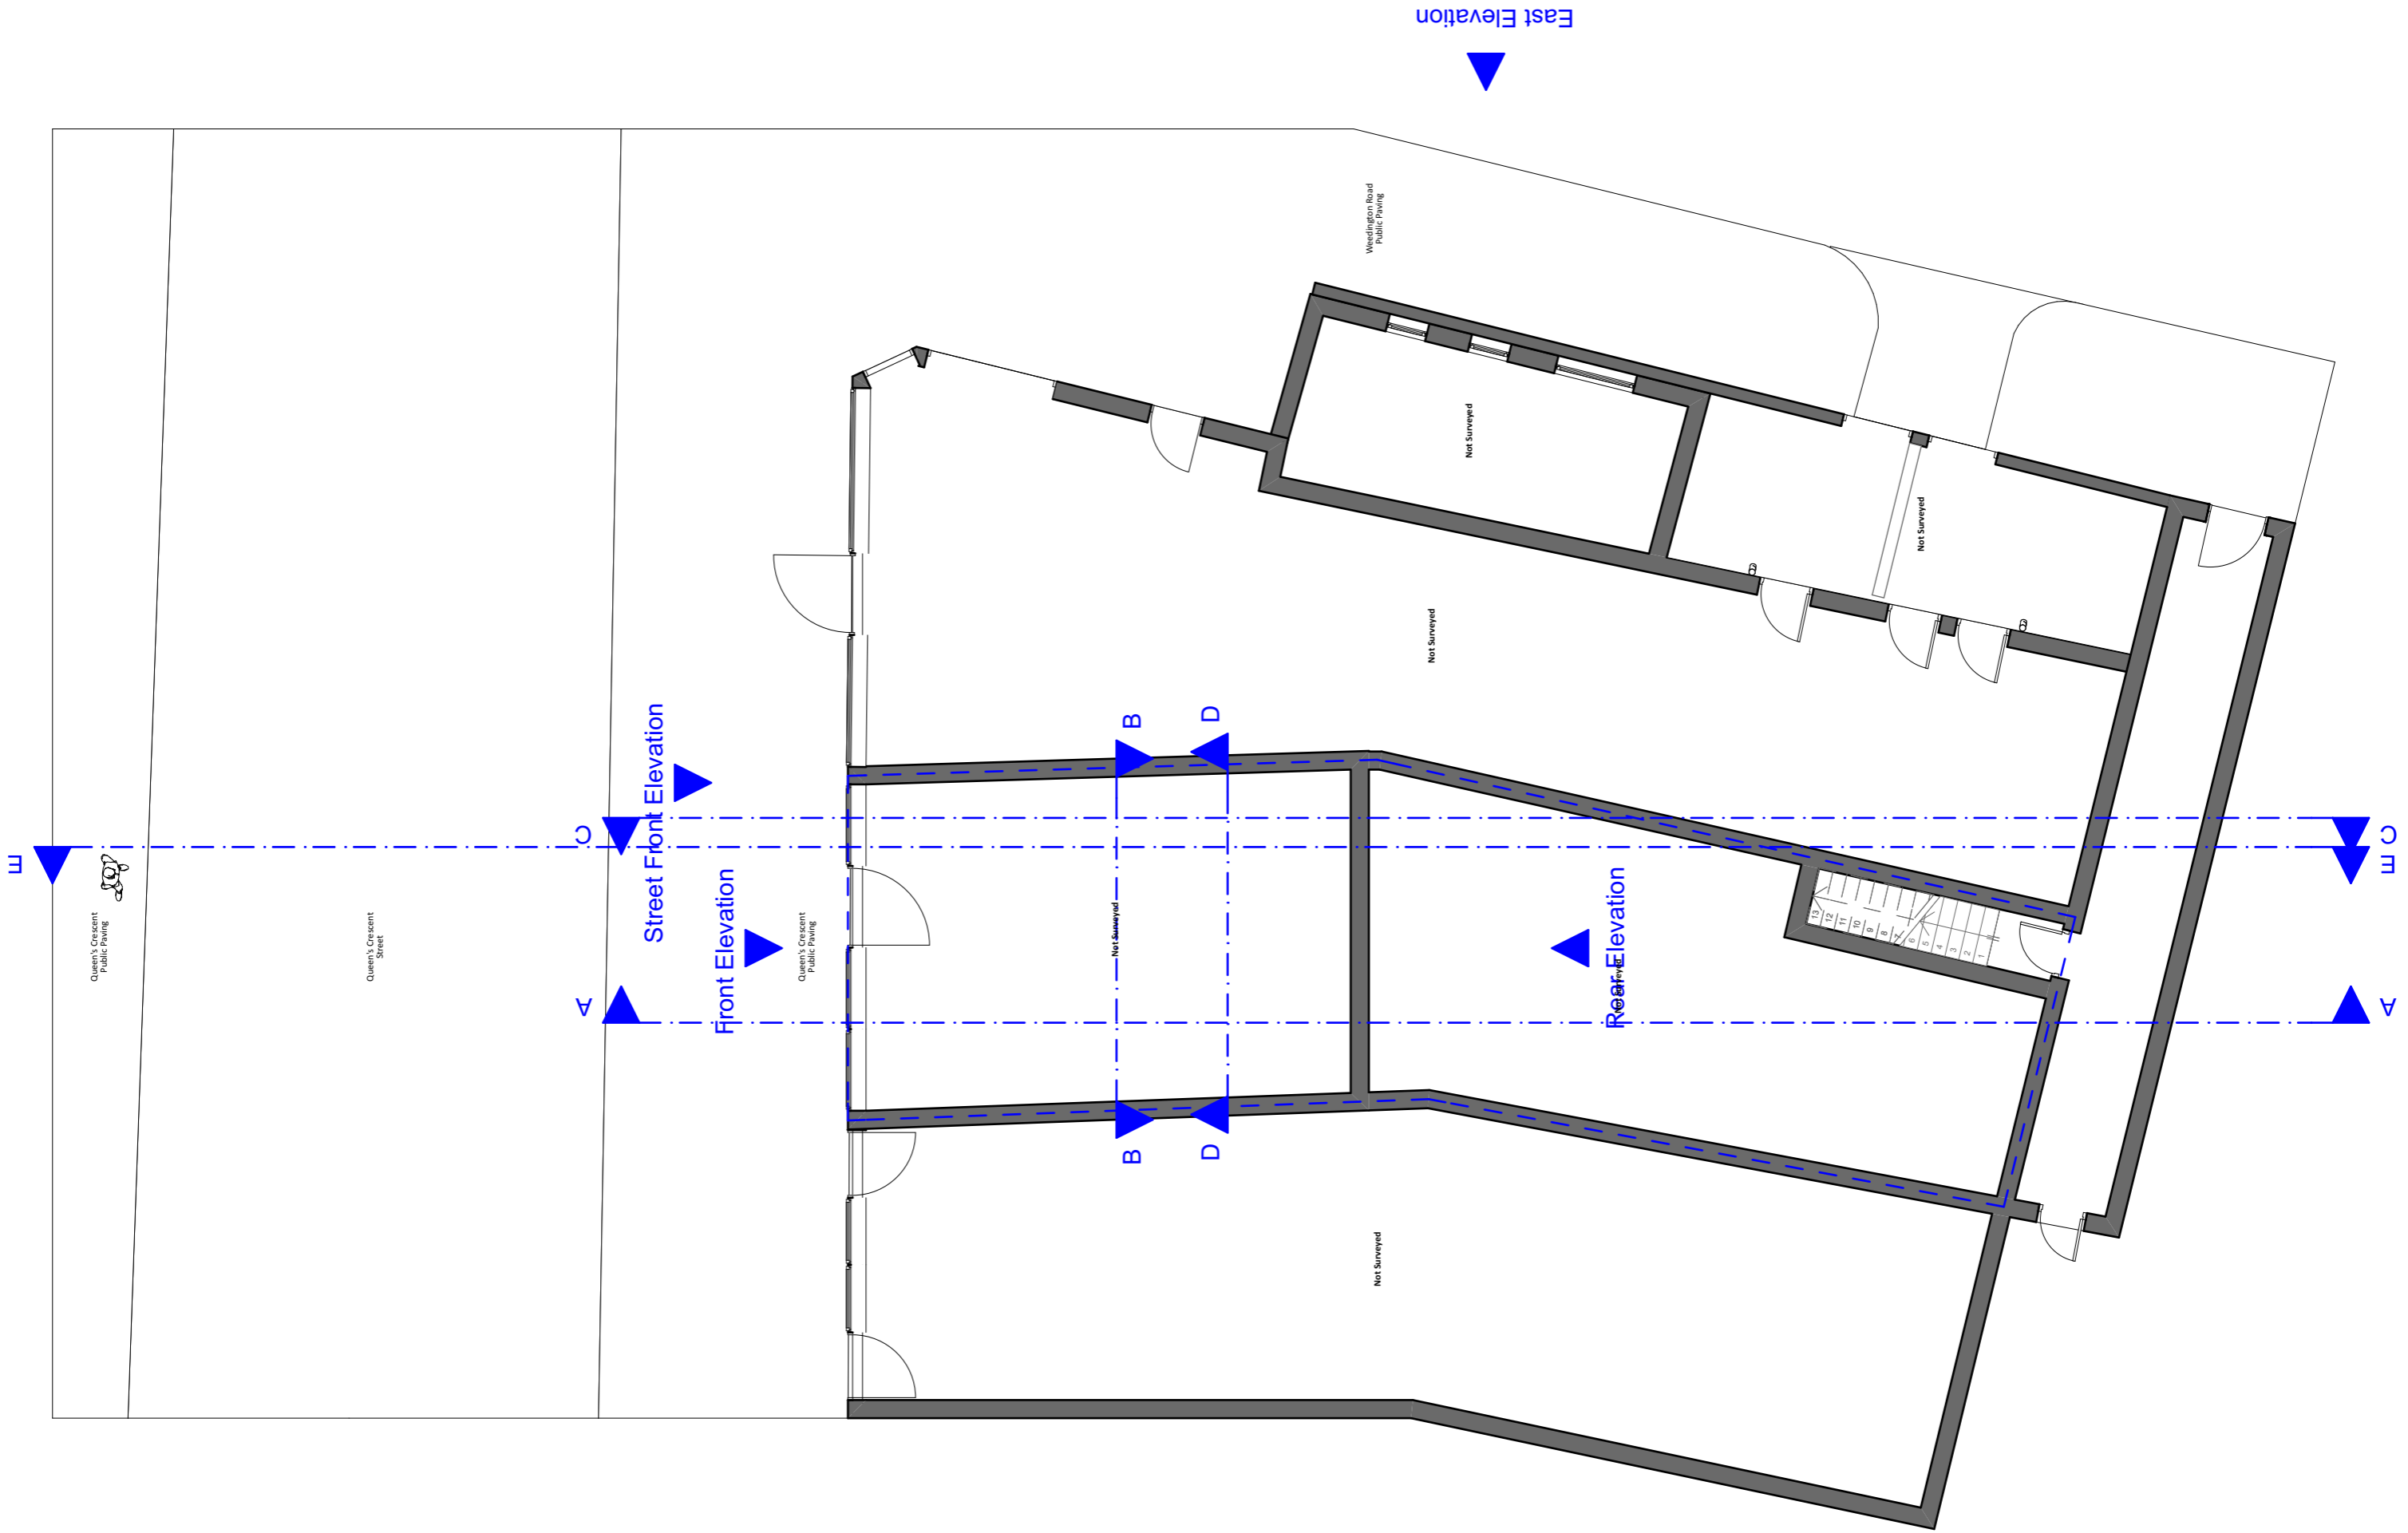 East Elevation
Weedington Road
Public Paving
Not Surveyed
Not Surveyed
Not Surveyed
Street Front Elevation
B
D
C
C
E
E
Queen's Crescent
Public Paving
Queen's Crescent
Street
Front Elevation
Queen's Crescent
Public Paving
Not Surveyed
Rear Elevation
Not Surveyed
13
12
11
10
9
8
7
6
5
4
3
2
1
A
A
B
D
Not Surveyed